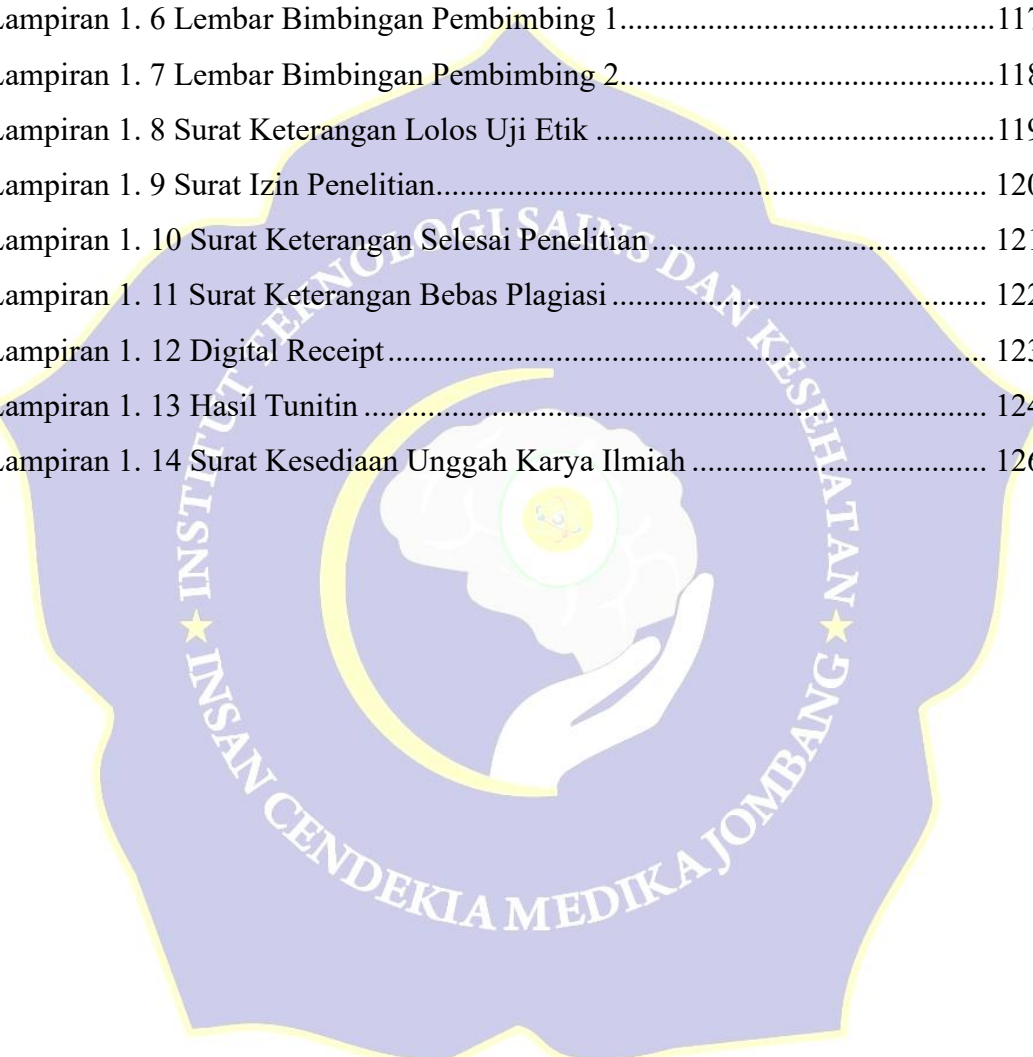 Lampiran 1. 6 Lembar Bimbingan Pembimbing 1....................................................117
Lampiran 1. 7 Lembar Bimbingan Pembimbing 2....................................................118
Lampiran 1. 8 Surat Keterangan Lolos Uji Etik .......................................................119
Lampiran 1. 9 Surat Izin Penelitian............................................................................ 120
Lampiran 1. 10 Surat Keterangan Selesai Penelitian.............................................. 121
Lampiran 1. 11 Surat Keterangan Bebas Plagiasi.................................................... 122
Lampiran 1. 12 Digital Receipt................................................................................... 123
Lampiran 1. 13 Hasil Tunitin ...................................................................................... 124
Lampiran 1. 14 Surat Kesediaan Unggah Karya Ilmiah ......................................... 126
INSTITUT TEKNOLOGI SAINS DAN KESEHATAN
INSAN CENDEKIA MEDIKA JOMBANG